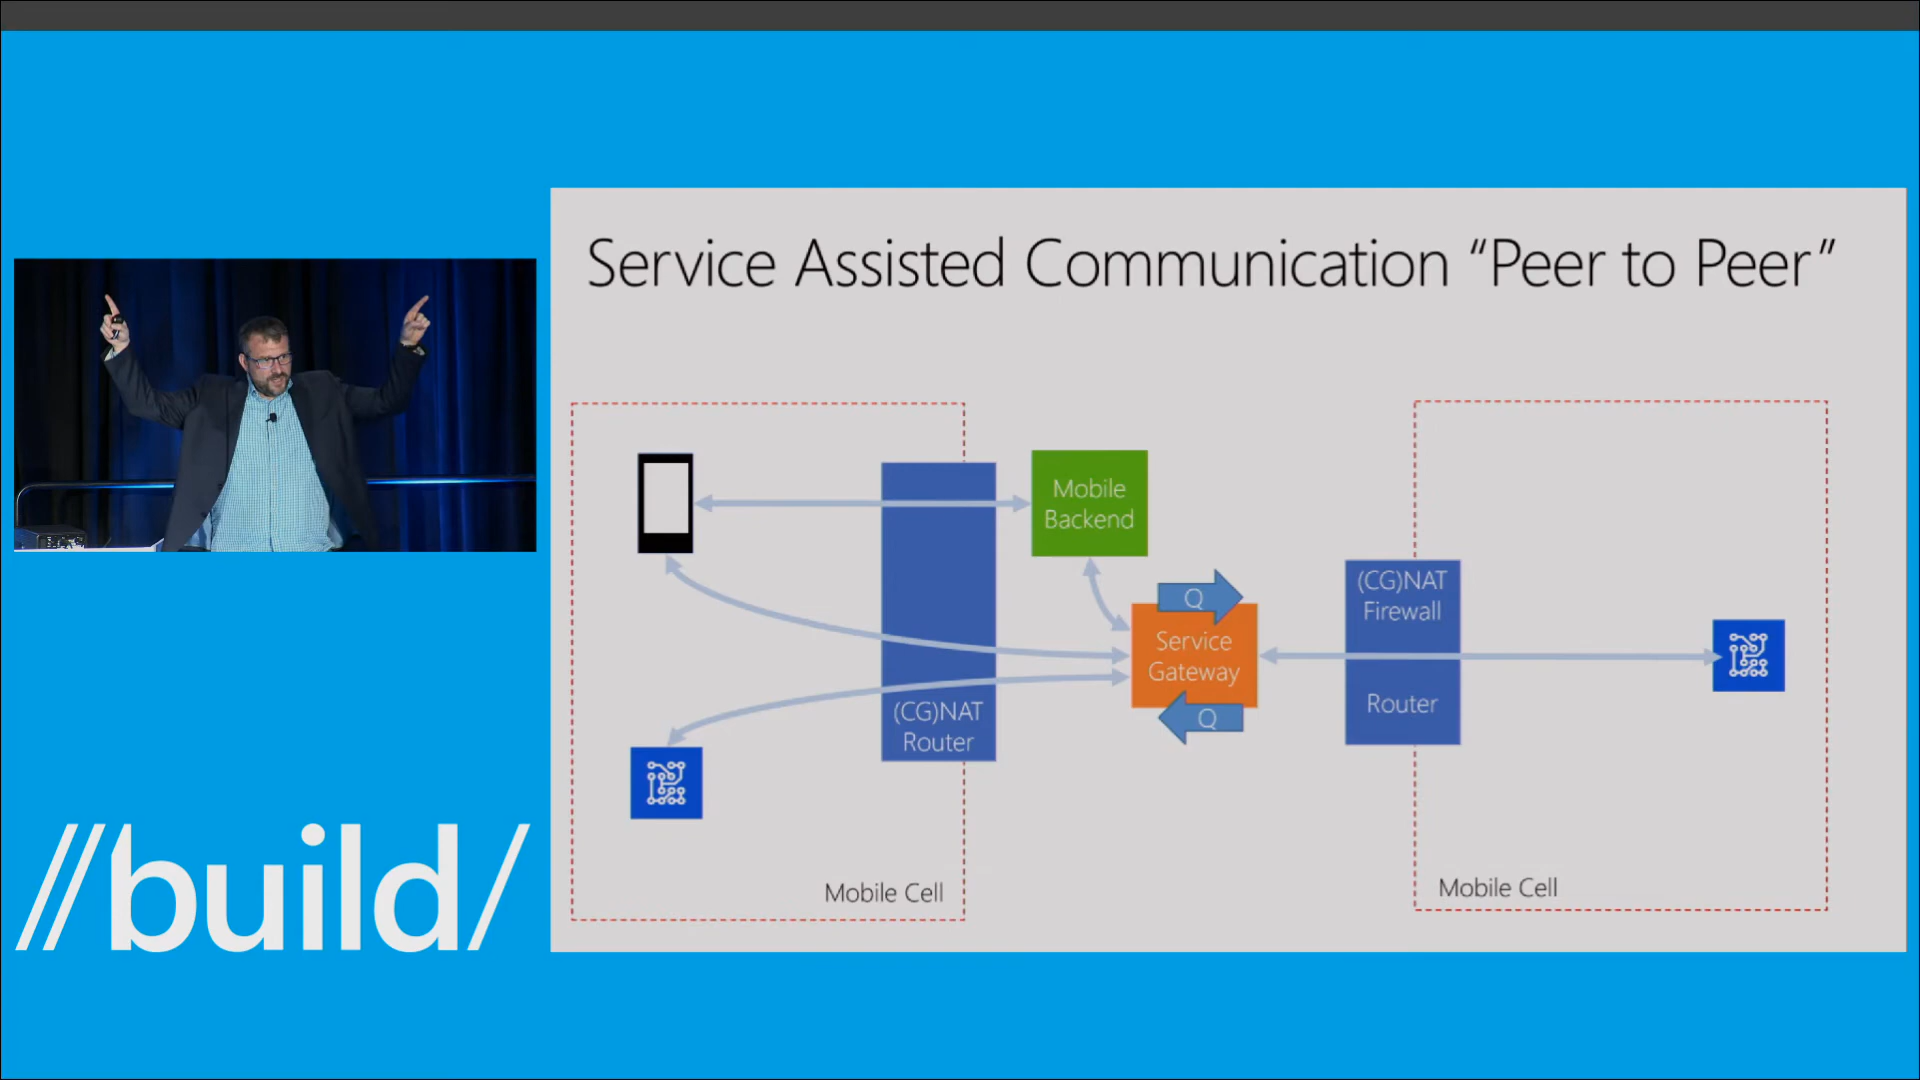 Service Assisted Communication “Peer to Peer”
Mobile
Backend
Q
Service
Gateway
Q
(CG)NAT
Router
(CG)NAT
Firewall
Router
Mobile Cell
Mobile Cell
//build/